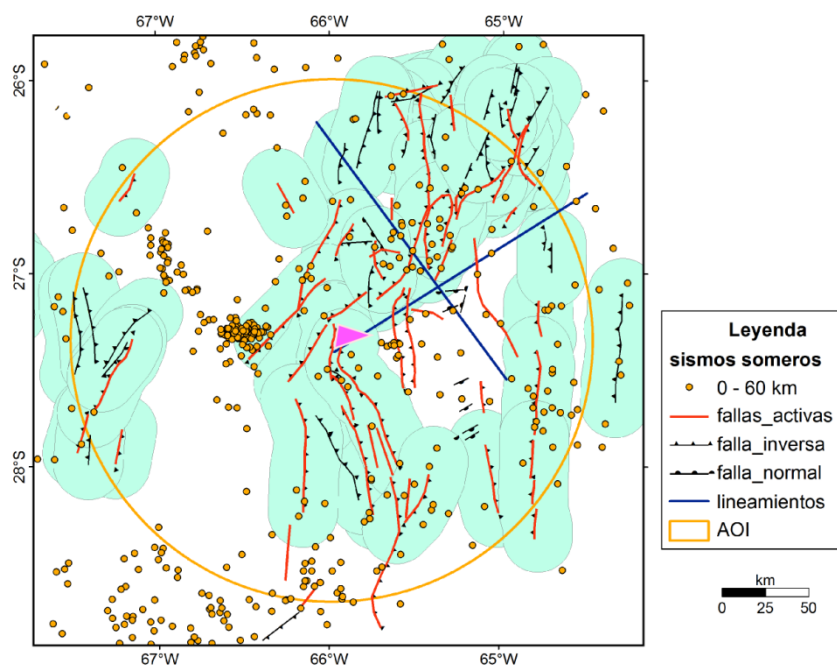 67°W 66°W 65°W
26°S
27°S
28°S
67°W 66°W 65°W
Leyenda
sismos someros
0 - 60 km
fallas_activas
falla_inversa
falla_normal
lineamientos
AOI
km
0 25 50